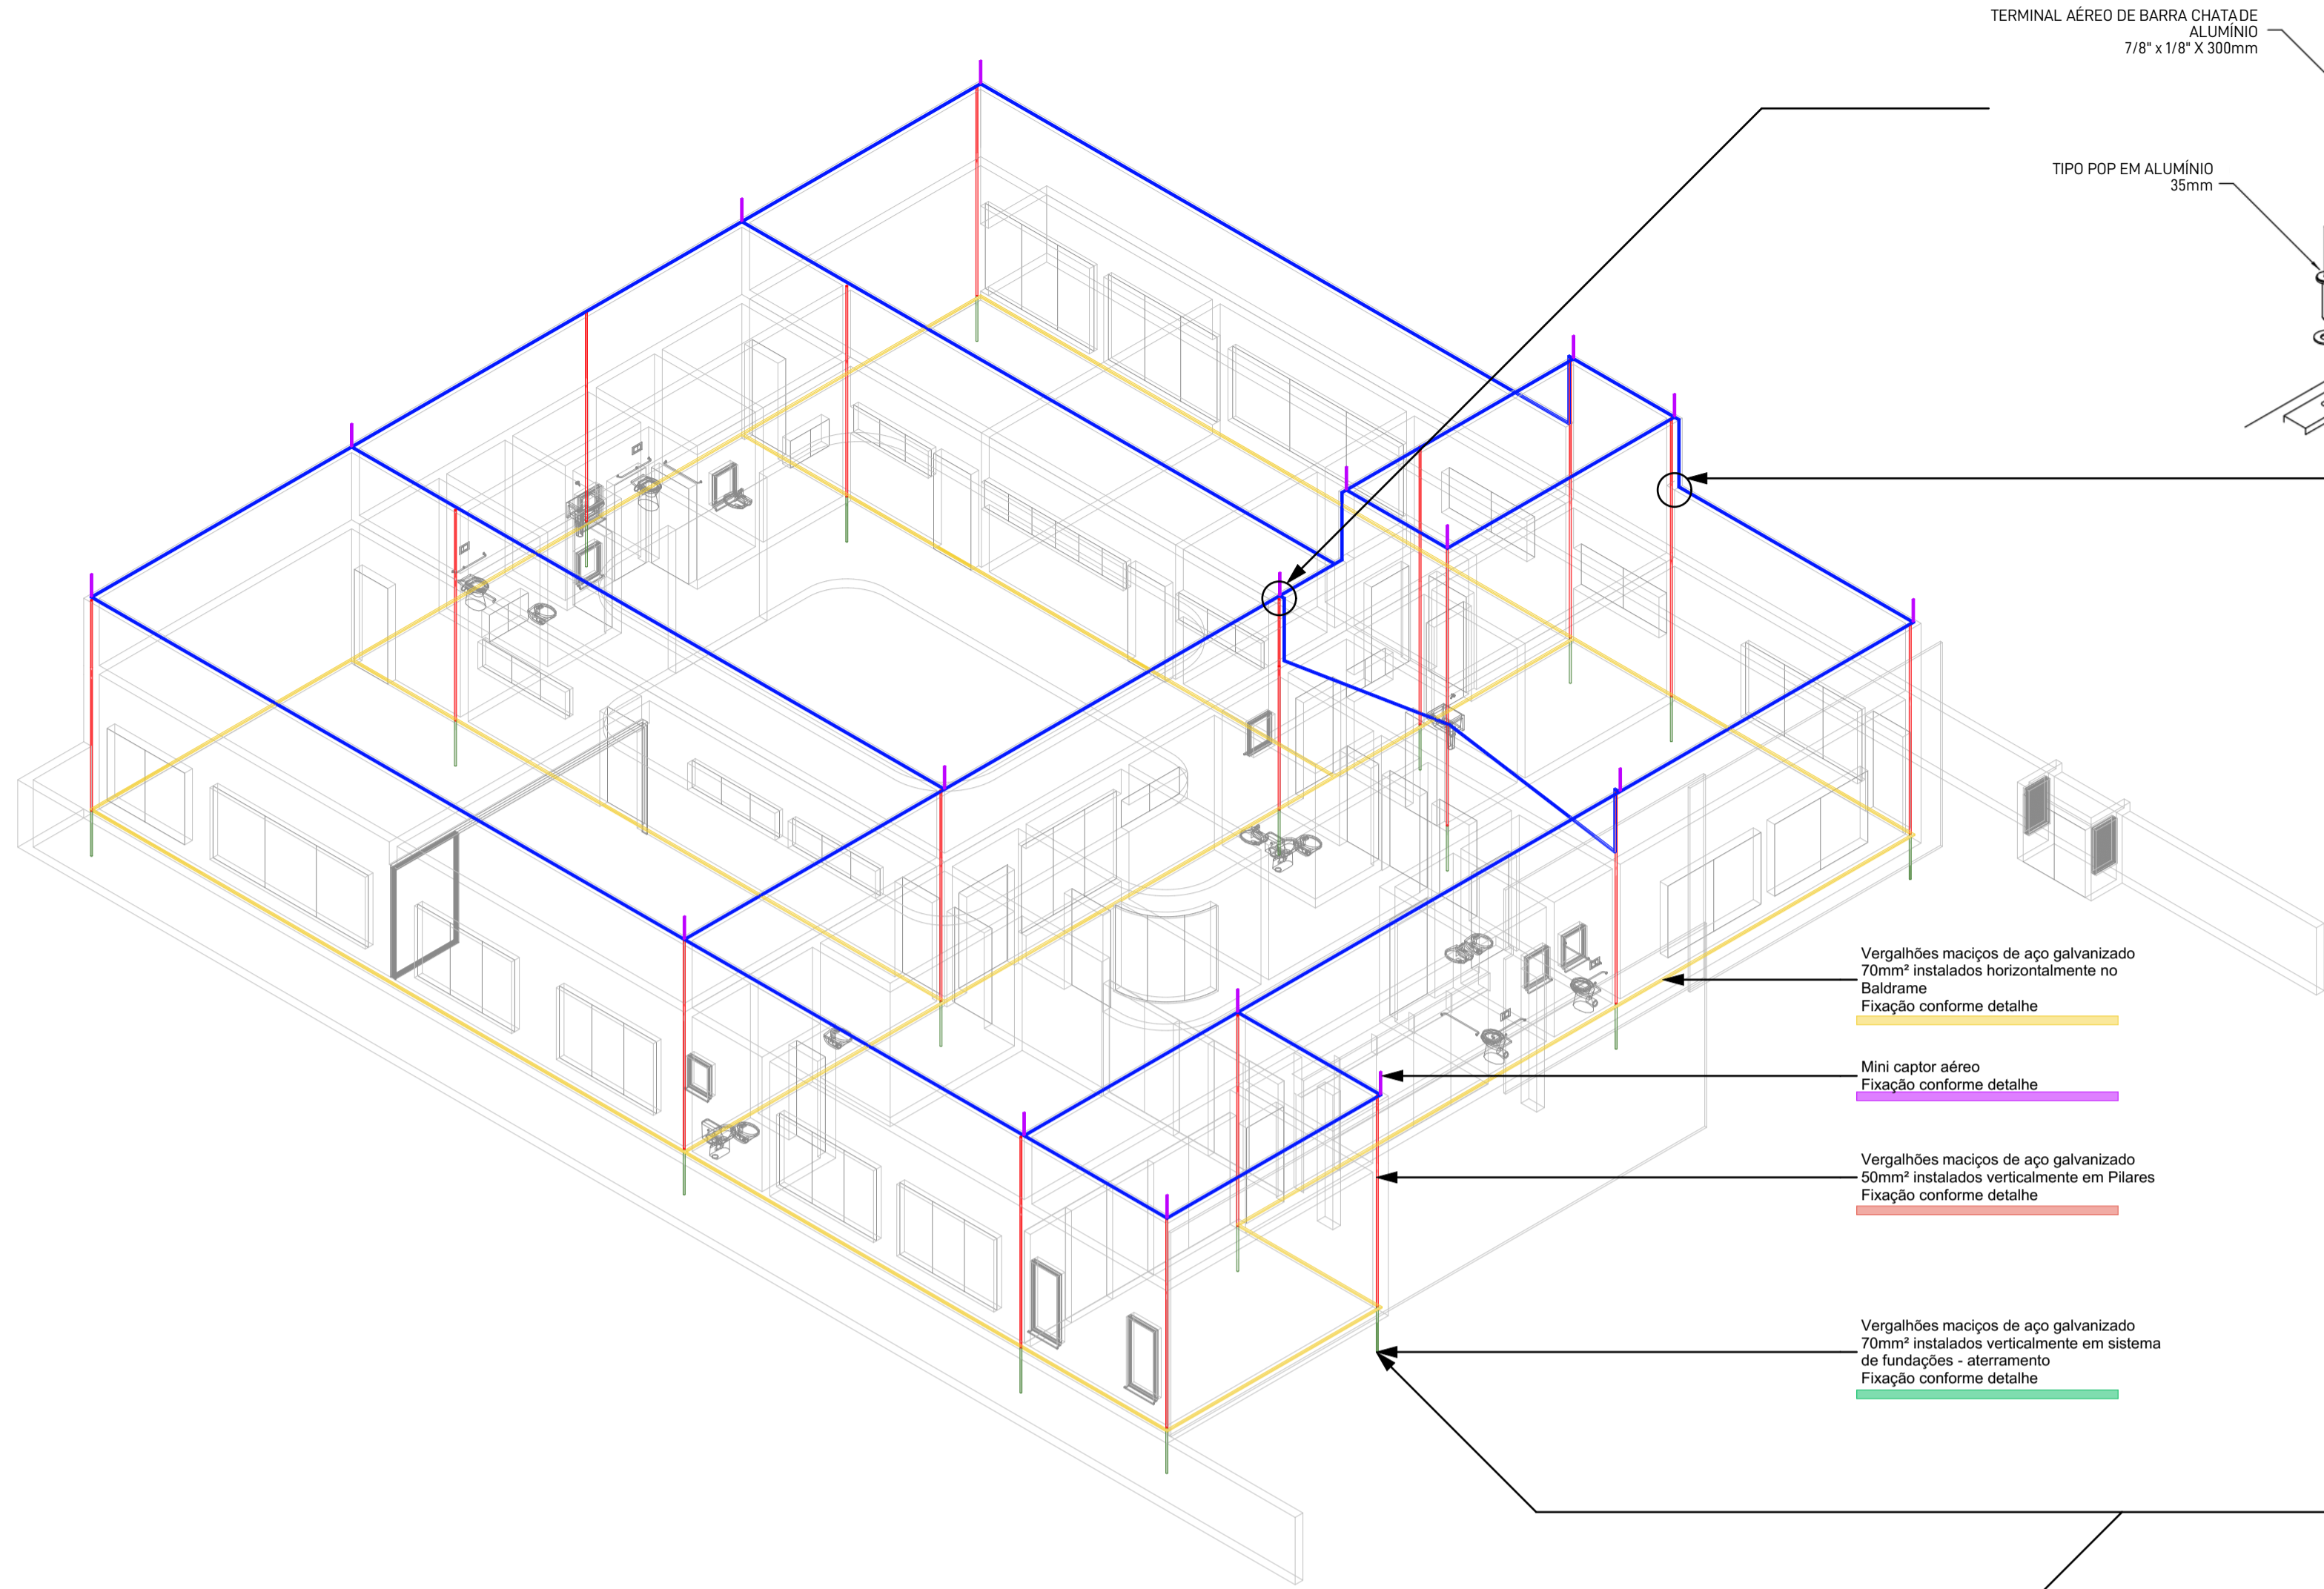 TERMINAL AÉREO DE BARRA CHATA DE
ALUMÍNIO
7/8" x 1/8" X 300mm
TIPO POP EM ALUMÍNIO
35mm
Vergalhões maciços de aço galvanizado
70mm² instalados horizontalmente no
Baldrame
Fixação conforme detalhe
Mini captor aéreo
Fixação conforme detalhe
Vergalhões maciços de aço galvanizado
50mm² instalados verticalmente em Pilares
Fixação conforme detalhe
Vergalhões maciços de aço galvanizado
70mm² instalados verticalmente em sistema
de fundações - aterramento
Fixação conforme detalhe